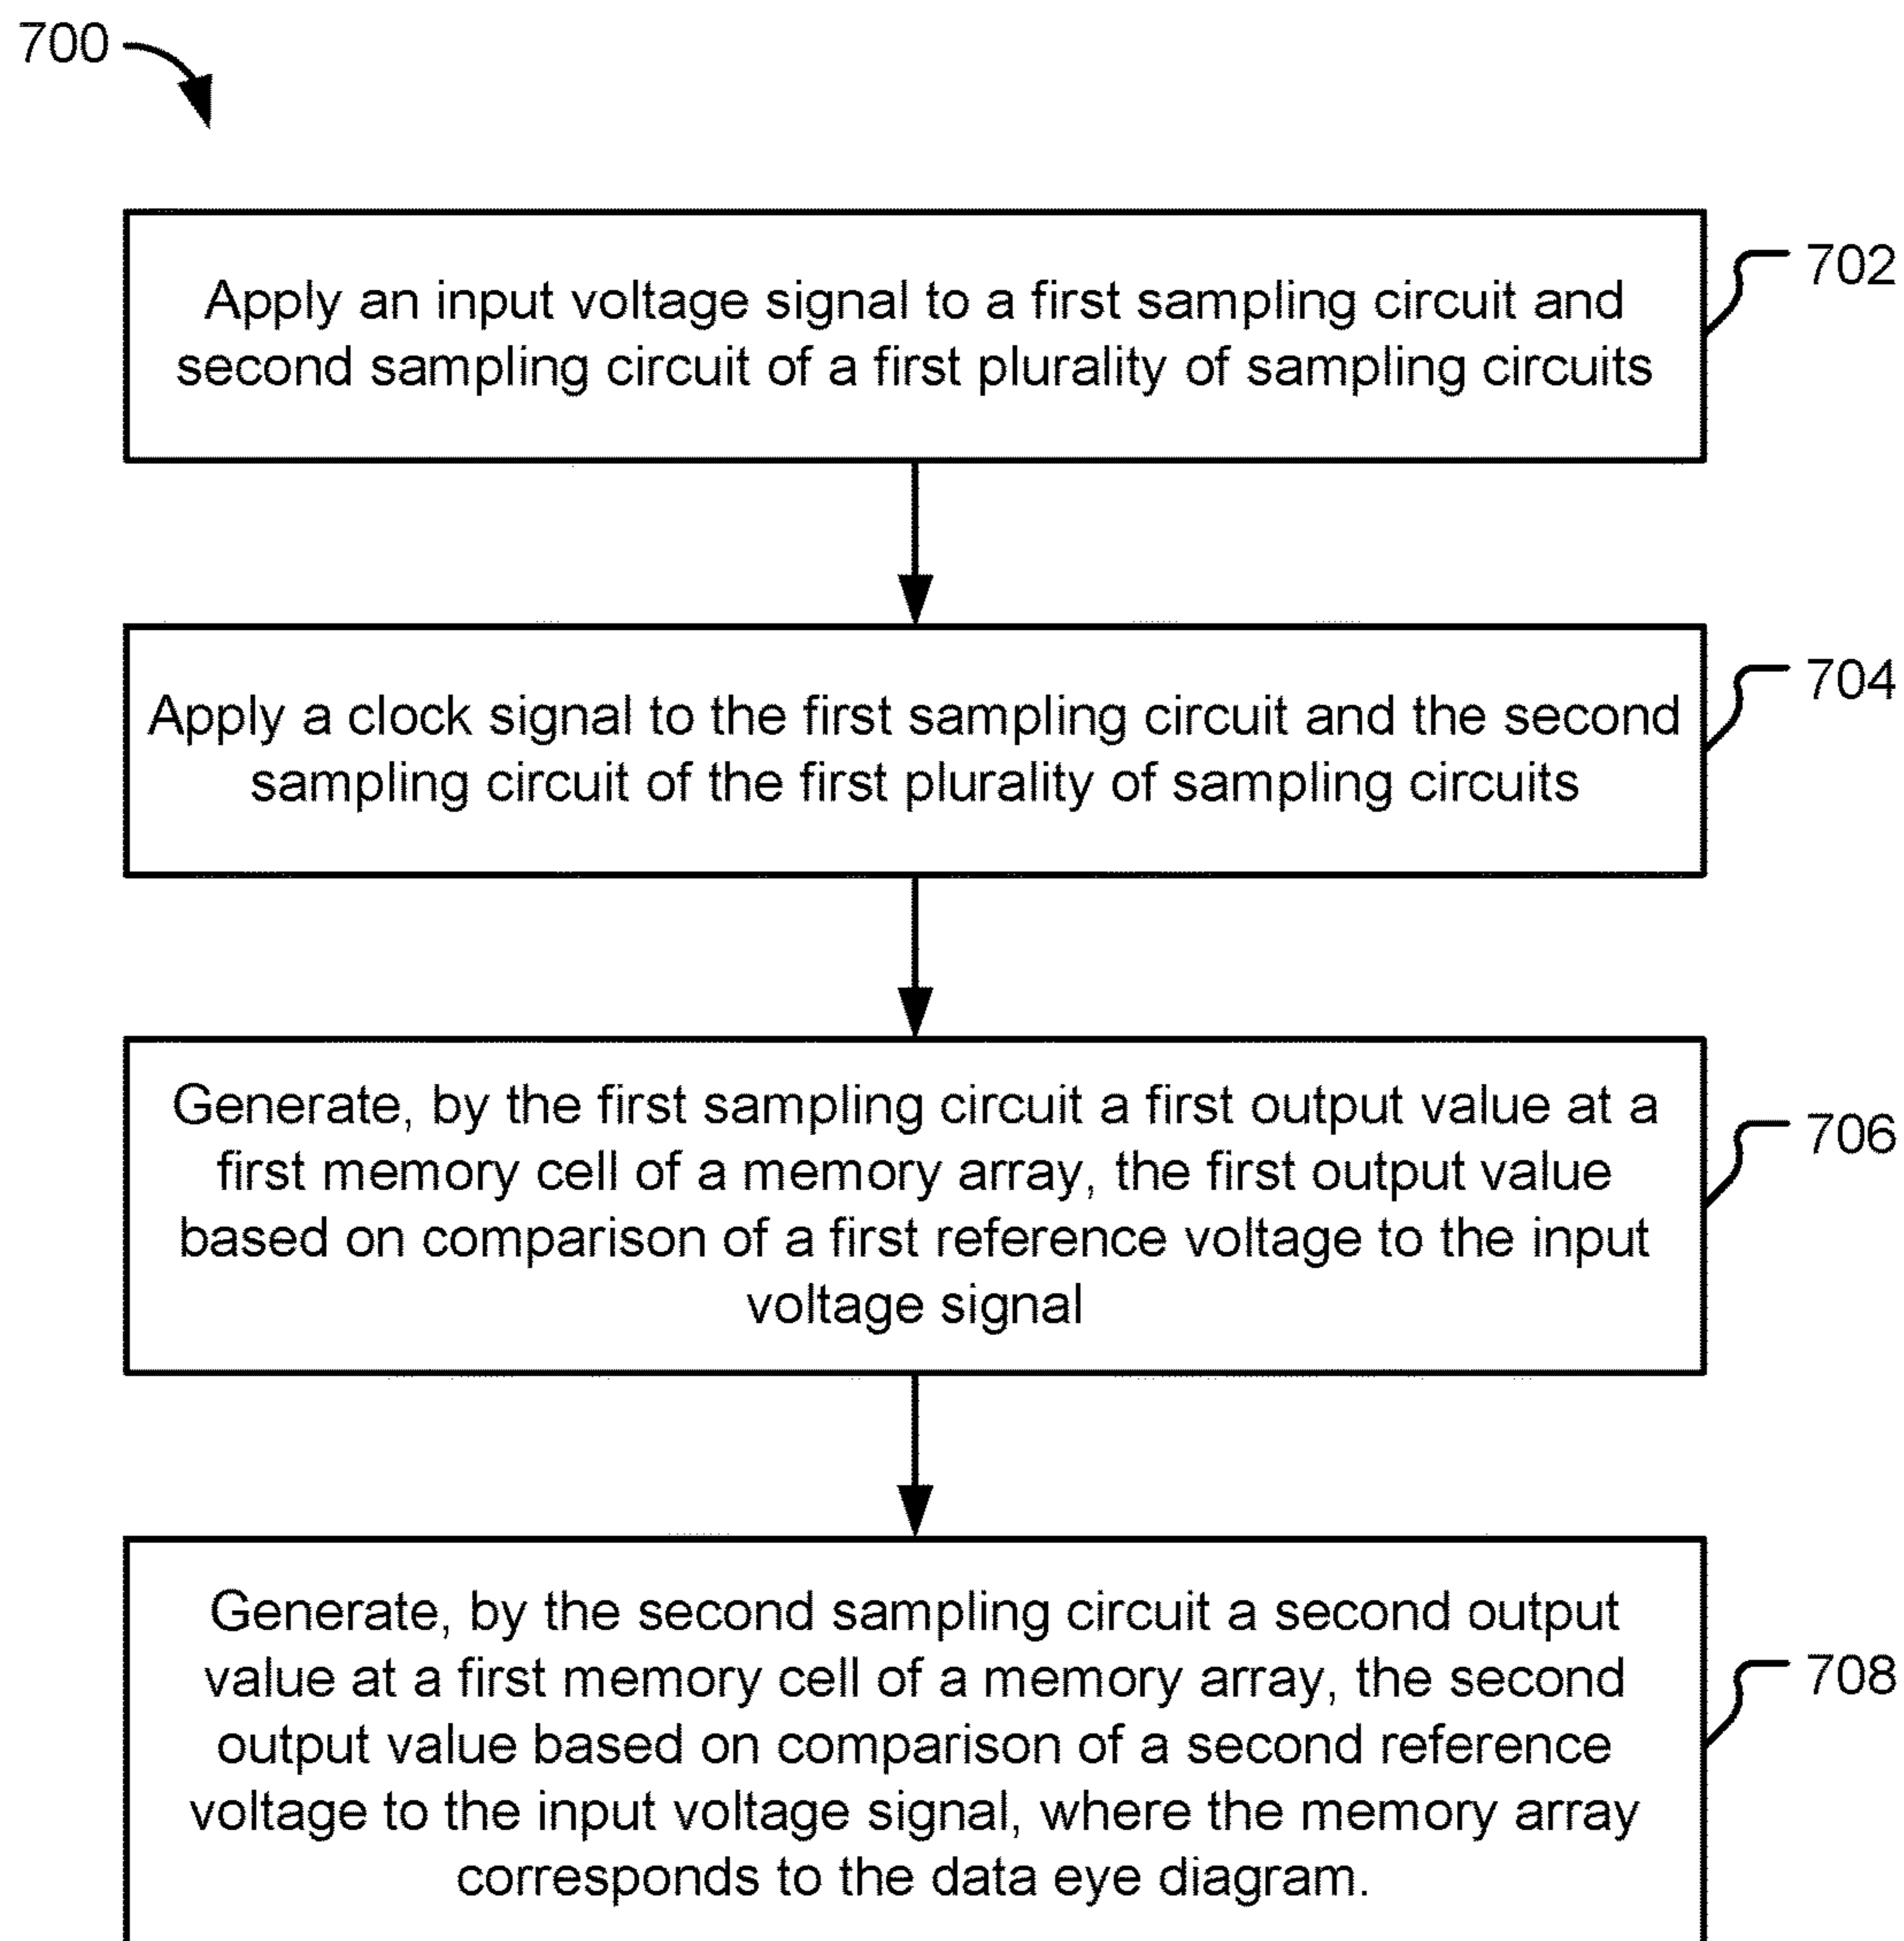 700
Apply an input voltage signal to a first sampling circuit and
second sampling circuit of a first plurality of sampling circuits
702
Apply a clock signal to the first sampling circuit and the second
sampling circuit of the first plurality of sampling circuits
704
Generate, by the first sampling circuit a first output value at a
first memory cell of a memory array, the first output value
based on comparison of a first reference voltage to the input
voltage signal
706
Generate, by the second sampling circuit a second output
value at a first memory cell of a memory array, the second
output value based on comparison of a second reference
voltage to the input voltage signal, where the memory array
corresponds to the data eye diagram.
708